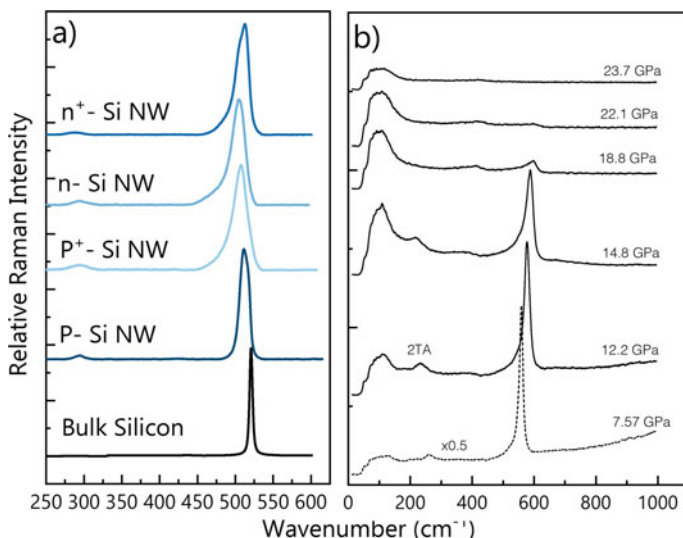 Relative Raman Intensity
a)
n⁺- Si NW
n- Si NW
P⁺- Si NW
P- Si NW
Bulk Silicon
250 300 350 400 450 500 550 600
b)
23.7 GPa
22.1 GPa
18.8 GPa
14.8 GPa
2TA
12.2 GPa
7.57 GPa
x0.5
0 200 400 600 800 1000
Wavenumber (cm⁻¹)